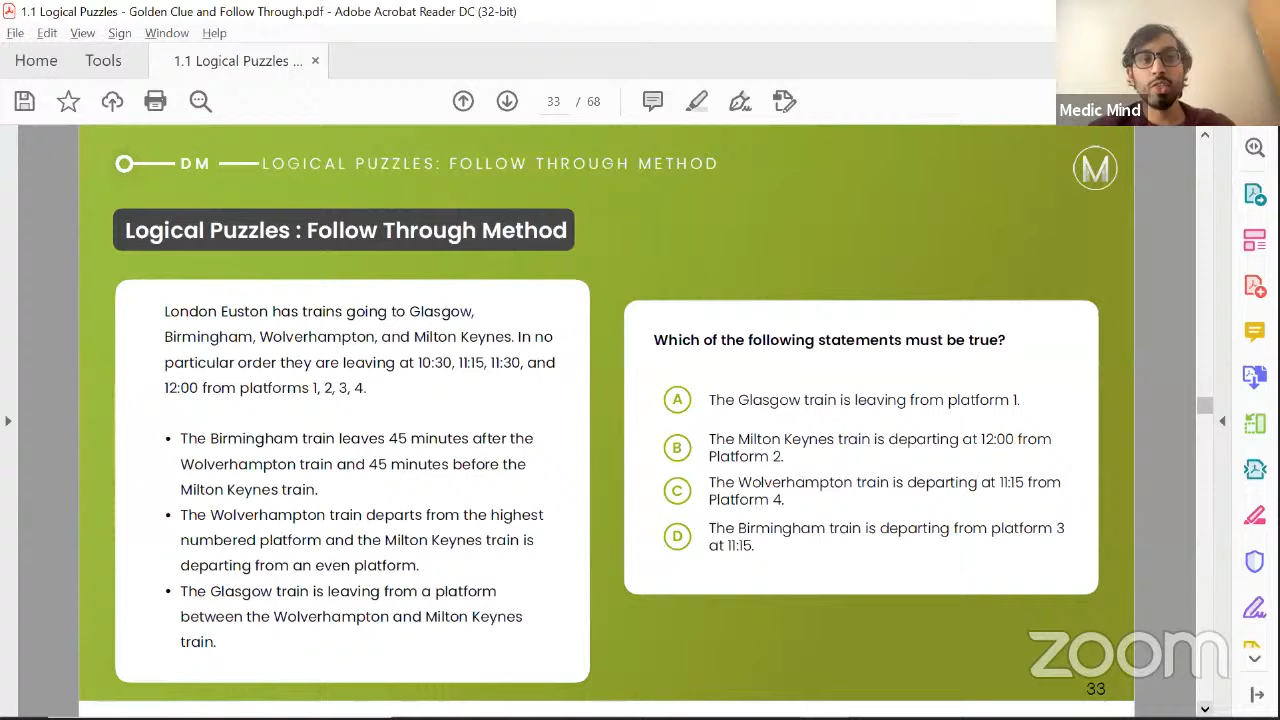 1.1 Logical Puzzles - Golden Clue and Follow Through.pdf - Adobe Acrobat Reader DC (32-bit)
File Edit View Sign Window Help
Home Tools 1.1 Logical Puzzles ... ×
33 / 68
Medic Mind
DM LOGICAL PUZZLES: FOLLOW THROUGH METHOD
M
Logical Puzzles : Follow Through Method
London Euston has trains going to Glasgow,
Birmingham, Wolverhampton, and Milton Keynes. In no
particular order they are leaving at 10:30, 11:15, 11:30, and
12:00 from platforms 1, 2, 3, 4.
• The Birmingham train leaves 45 minutes after the
Wolverhampton train and 45 minutes before the
Milton Keynes train.
• The Wolverhampton train departs from the highest
numbered platform and the Milton Keynes train is
departing from an even platform.
• The Glasgow train is leaving from a platform
between the Wolverhampton and Milton Keynes
train.
Which of the following statements must be true?
A The Glasgow train is leaving from platform 1.
B The Milton Keynes train is departing at 12:00 from
Platform 2.
C The Wolverhampton train is departing at 11:15 from
Platform 4.
D The Birmingham train is departing from platform 3
at 11:15.
zoom
33